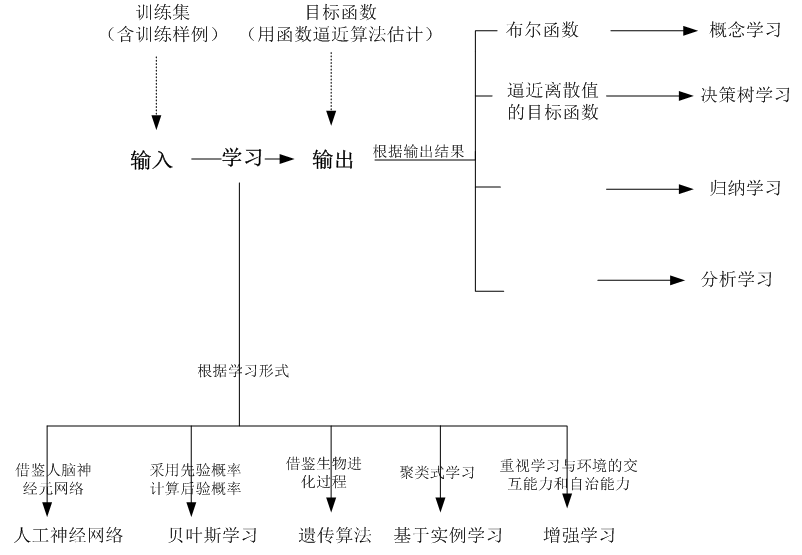 训练集
（含训练样例）
目标函数
（用函数逼近算法估计）
布尔函数
概念学习
逼近离散值
的目标函数
决策树学习
输入
学习
输出
根据输出结果
归纳学习
分析学习
根据学习形式
借鉴人脑神
经元网络
采用先验概率
计算后验概率
借鉴生物进
化过程
聚类式学习
重视学习与环境的交
互能力和自治能力
人工神经网络
贝叶斯学习
遗传算法
基于实例学习
增强学习